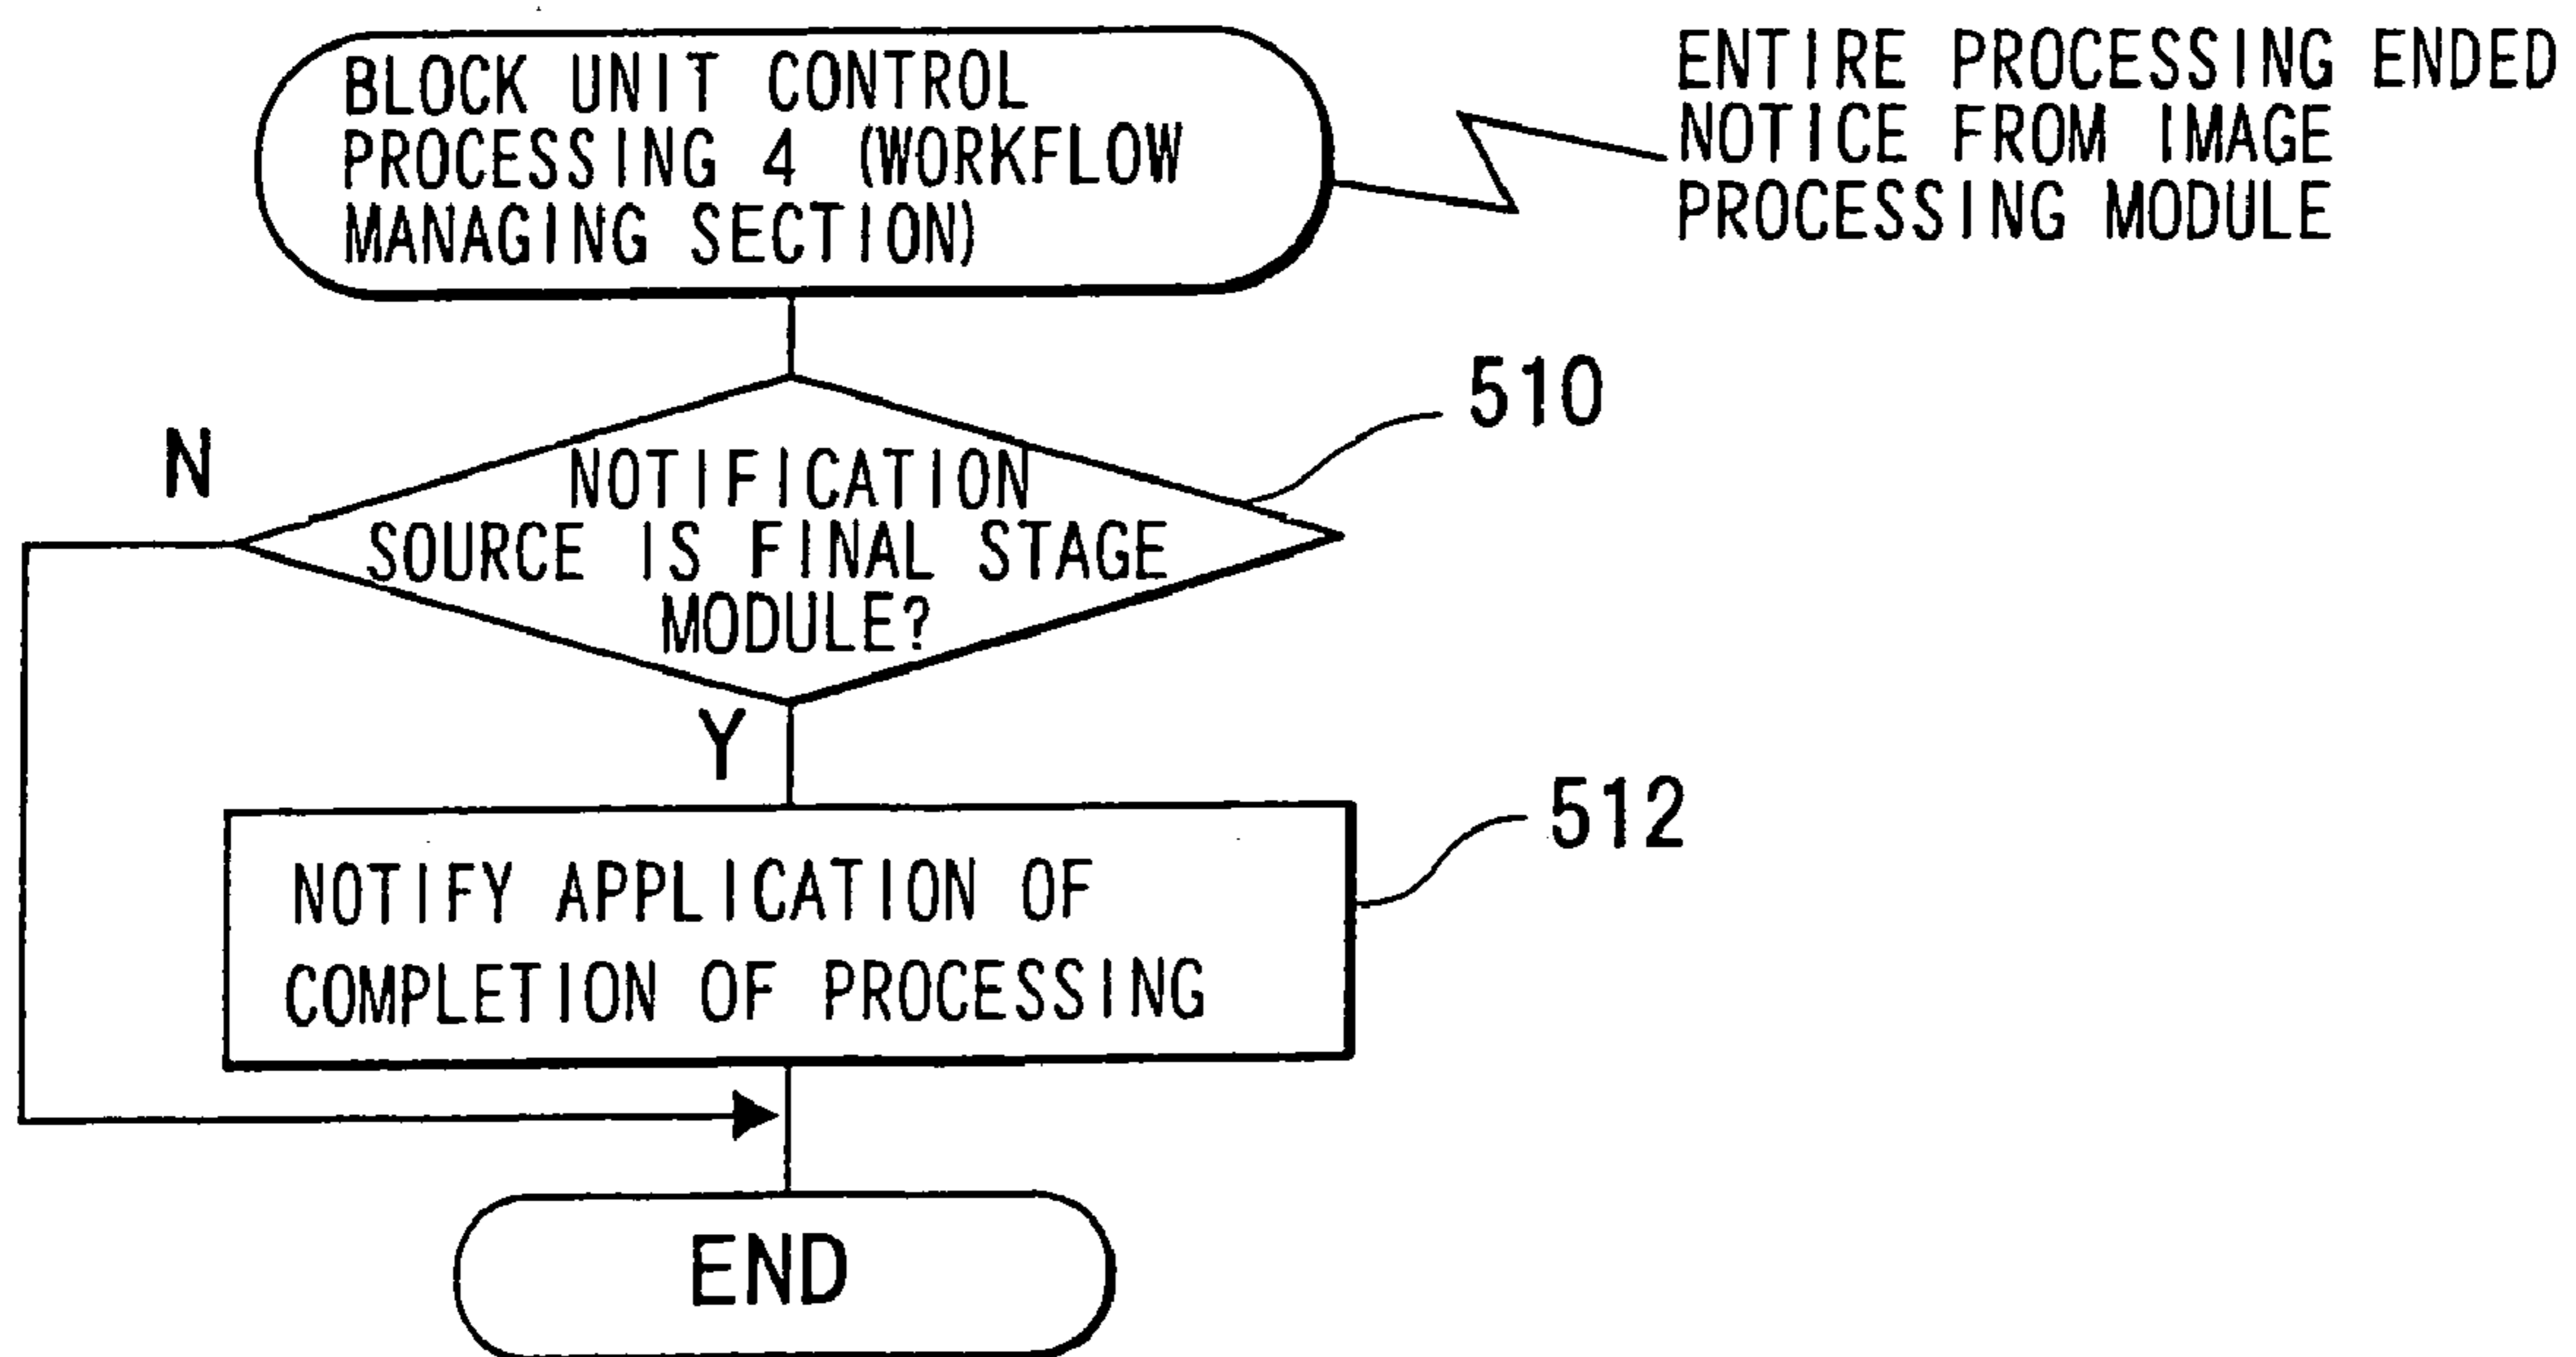 BLOCK UNIT CONTROL
PROCESSING 4 (WORKFLOW
MANAGING SECTION)
ENTIRE PROCESSING ENDED
NOTICE FROM IMAGE
PROCESSING MODULE
510
N
NOTIFICATION
SOURCE IS FINAL STAGE
MODULE?
Y
512
NOTIFY APPLICATION OF
COMPLETION OF PROCESSING
END